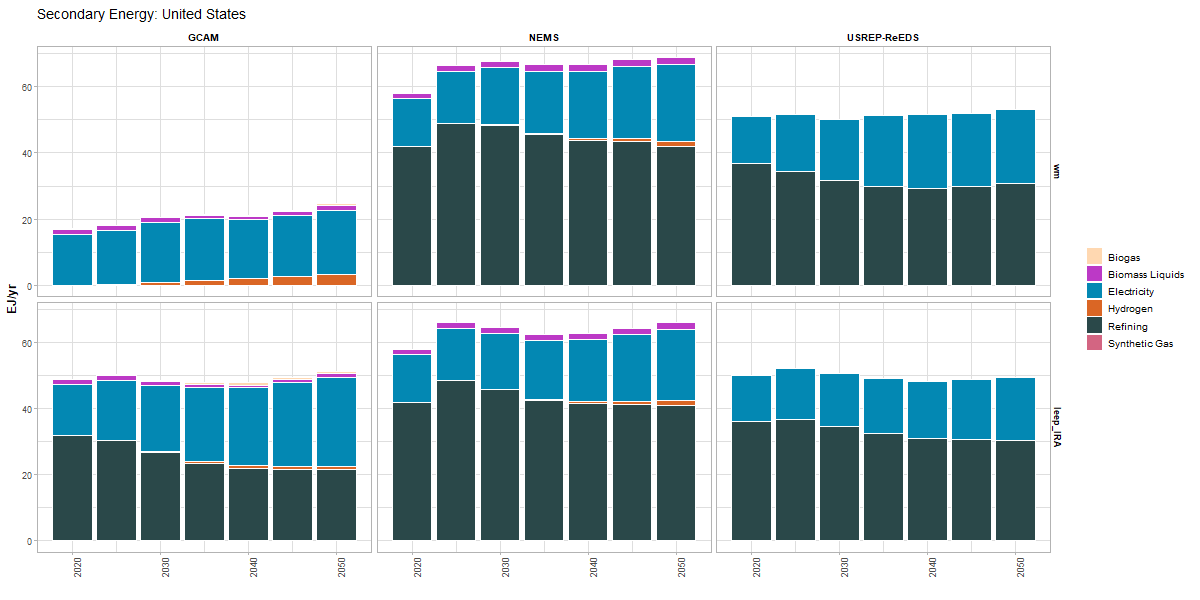 Secondary Energy: United States
GCAM
NEMS
USREP-ReEDS
EJ/yr
60
40
20
0
wm
60
40
20
0
leep_IRA
2020
2030
2040
2050
2020
2030
2040
2050
2020
2030
2040
2050
Biogas
Biomass Liquids
Electricity
Hydrogen
Refining
Synthetic Gas